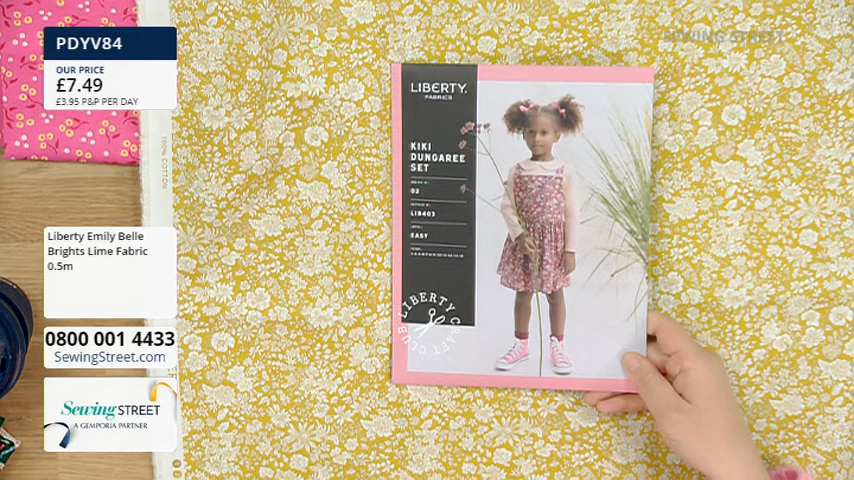 PDYV84
OUR PRICE
£7.49
£3.95 P&P PER DAY
Liberty Emily Belle
Brights Lime Fabric
0.5m
0800 001 4433
SewingStreet.com
Sewing STREET
A GEMPORIA PARTNER
SEWING STREET
100% COTTON
LIBERTY.
FABRICS
KIKI
DUNGAREE
SET
02
LIB403
EASY
LIBERTY CRAFT CLUB